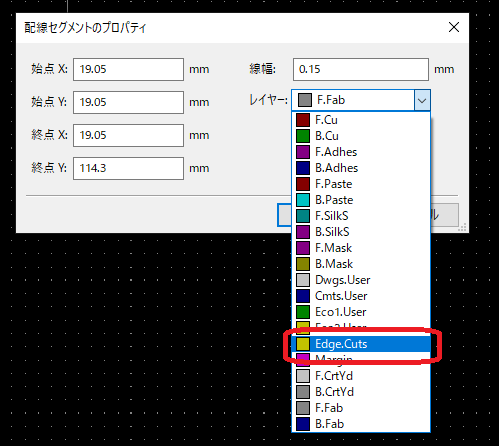 配線セグメントのプロパティ
始点 X: 19.05 mm 線幅: 0.15 mm
始点 Y: 19.05 mm レイヤー: F.Fab
終点 X: 19.05 mm
終点 Y: 114.3 mm
F.Cu
B.Cu
F.Adhes
B.Adhes
F.Paste
B.Paste
F.SilkS
B.SilkS
F.Mask
B.Mask
Dwgs.User
Cmts.User
Eco1.User
Eco2.User
Edge.Cuts
Margin
F.CrtYd
B.CrtYd
F.Fab
B.Fab